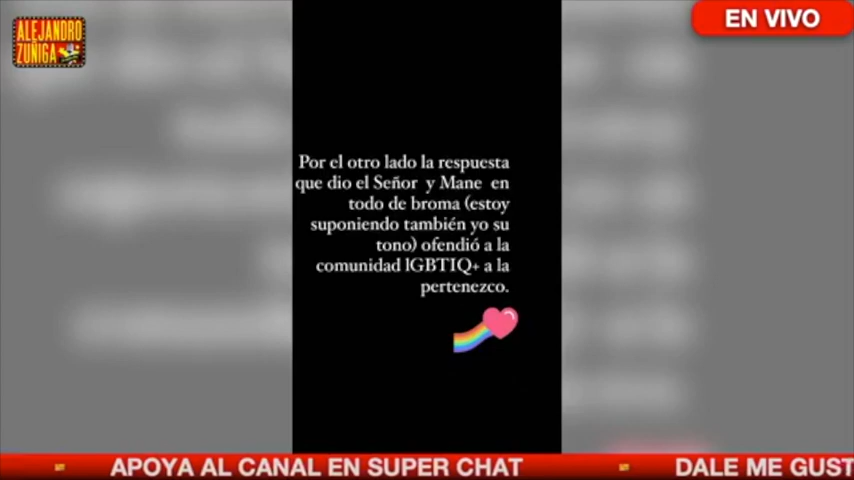 ALEJANDRO
ZUÑIGA
EN VIVO
Por el otro lado la respuesta
que dio el Señor y Mane en
todo de broma (estoy
suponiendo también yo su
tono) ofendió a la
comunidad lGBTIQ+ a la
pertenezco.
APOYA AL CANAL EN SUPER CHAT
DALE ME GUST